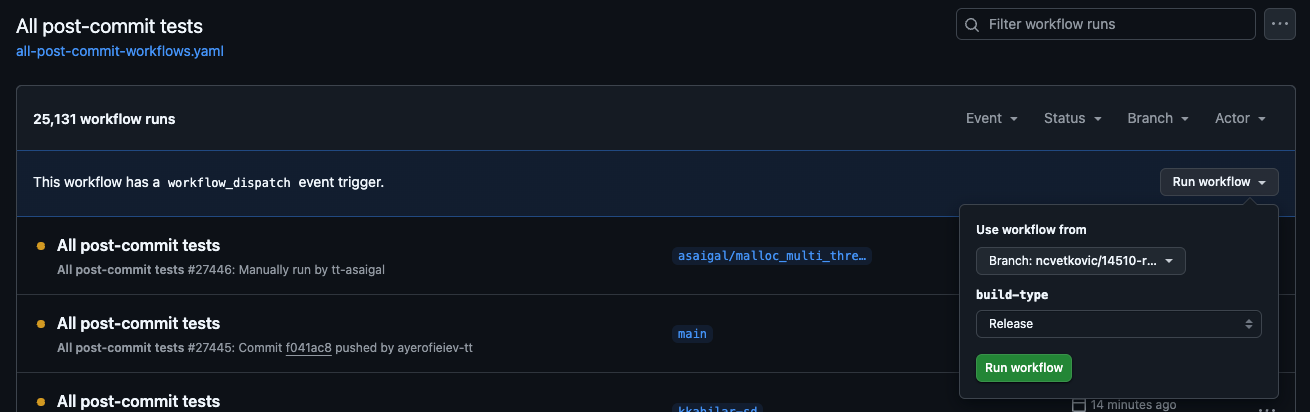 All post-commit tests
all-post-commit-workflows.yaml
Filter workflow runs
25,131 workflow runs
Event
Status
Branch
Actor
This workflow has a workflow_dispatch event trigger.
Run workflow
Use workflow from
Branch: ncvetkovic/14510-r...
build-type
Release
Run workflow
All post-commit tests
All post-commit tests #27446: Manually run by tt-asaigal
asaigal/malloc_multi_thre…
All post-commit tests
All post-commit tests #27445: Commit f041ac8 pushed by ayerofieiev-tt
main
All post-commit tests
14 minutes ago